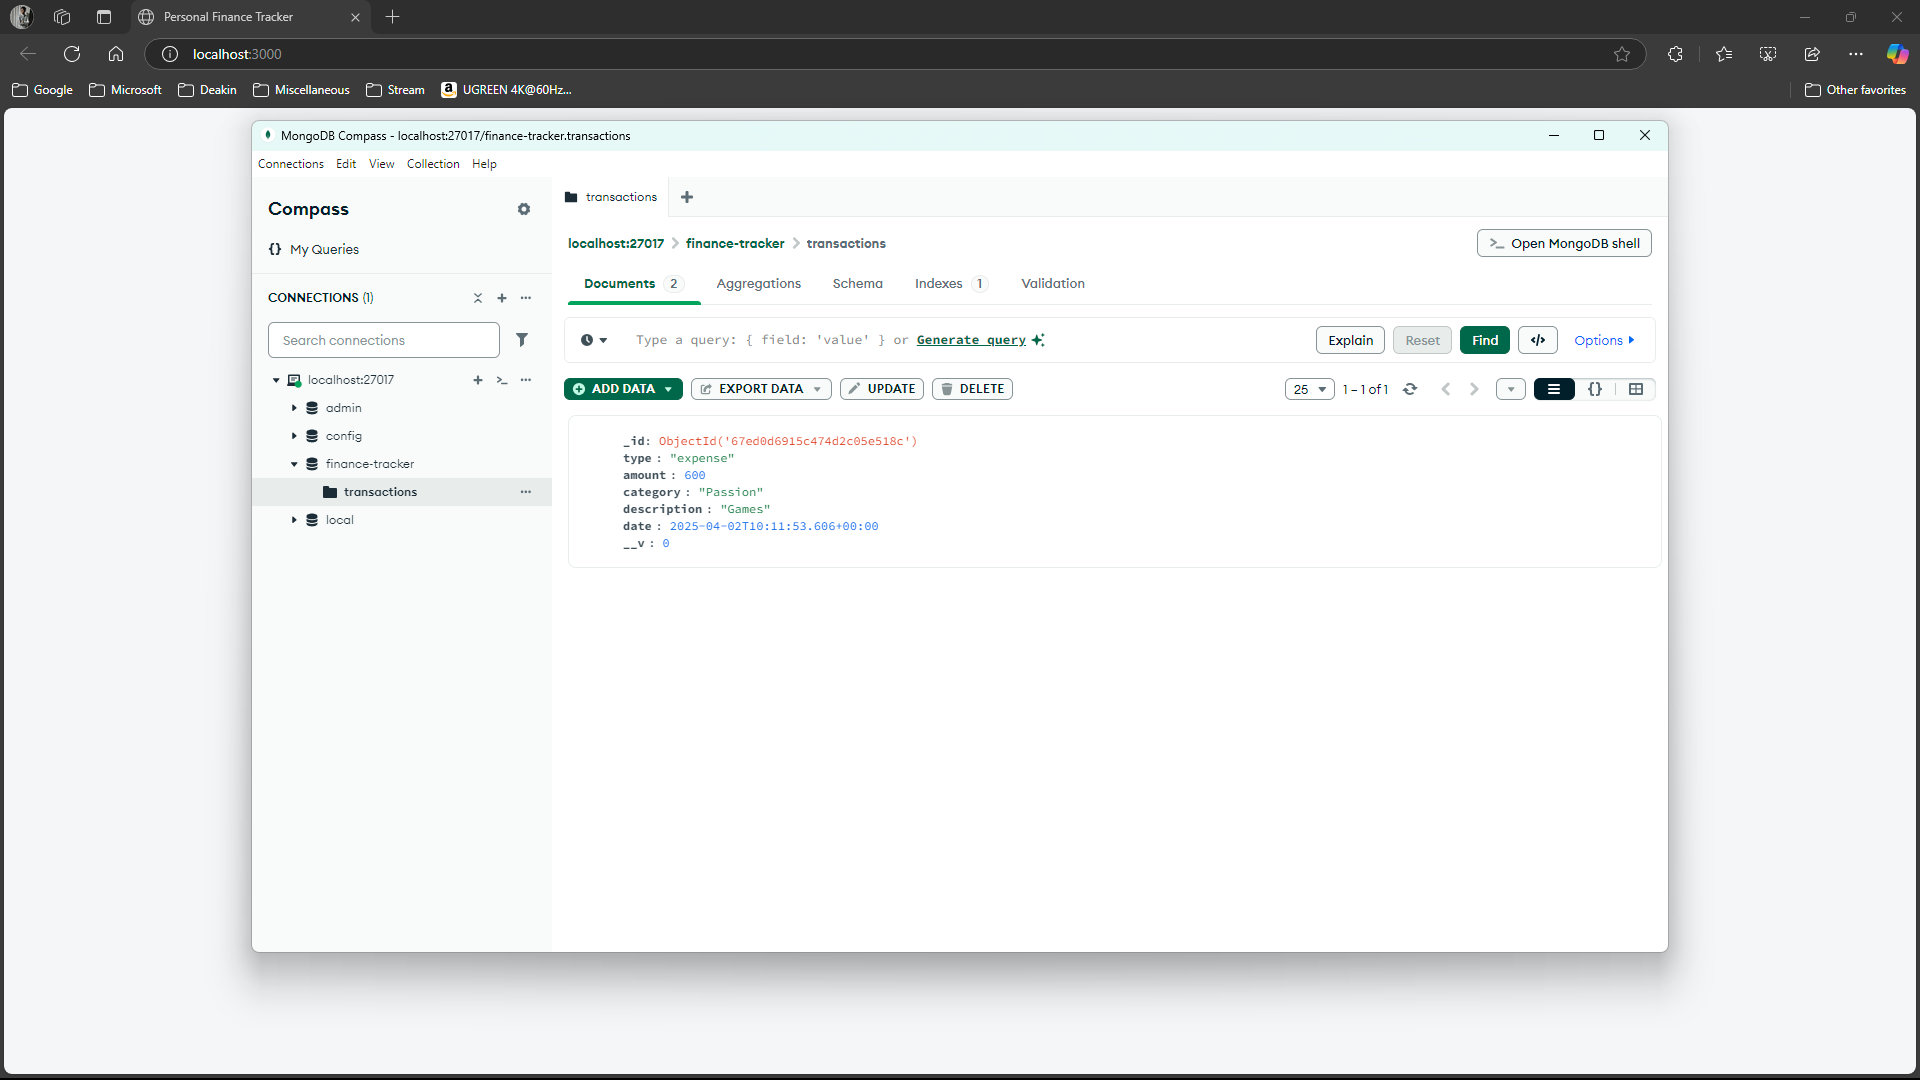 Personal Finance Tracker
localhost:3000
Google Microsoft Deakin Miscellaneous Stream UGREEN 4K@60Hz... Other favorites
MongoDB Compass - localhost:27017/finance-tracker.transactions
Connections Edit View Collection Help
Compass
{} My Queries
CONNECTIONS (1)
Search connections
localhost:27017
admin
config
finance-tracker
transactions
local
transactions
localhost:27017 > finance-tracker > transactions
>_ Open MongoDB shell
Documents 2 Aggregations Schema Indexes 1 Validation
Type a query: { field: 'value' } or Generate query
Explain Reset Find </> Options
ADD DATA EXPORT DATA UPDATE DELETE
25 1 – 1 of 1 {}
_id: ObjectId('67ed0d6915c474d2c05e518c')
type : "expense"
amount : 600
category : "Passion"
description : "Games"
date : 2025-04-02T10:11:53.606+00:00
__v : 0